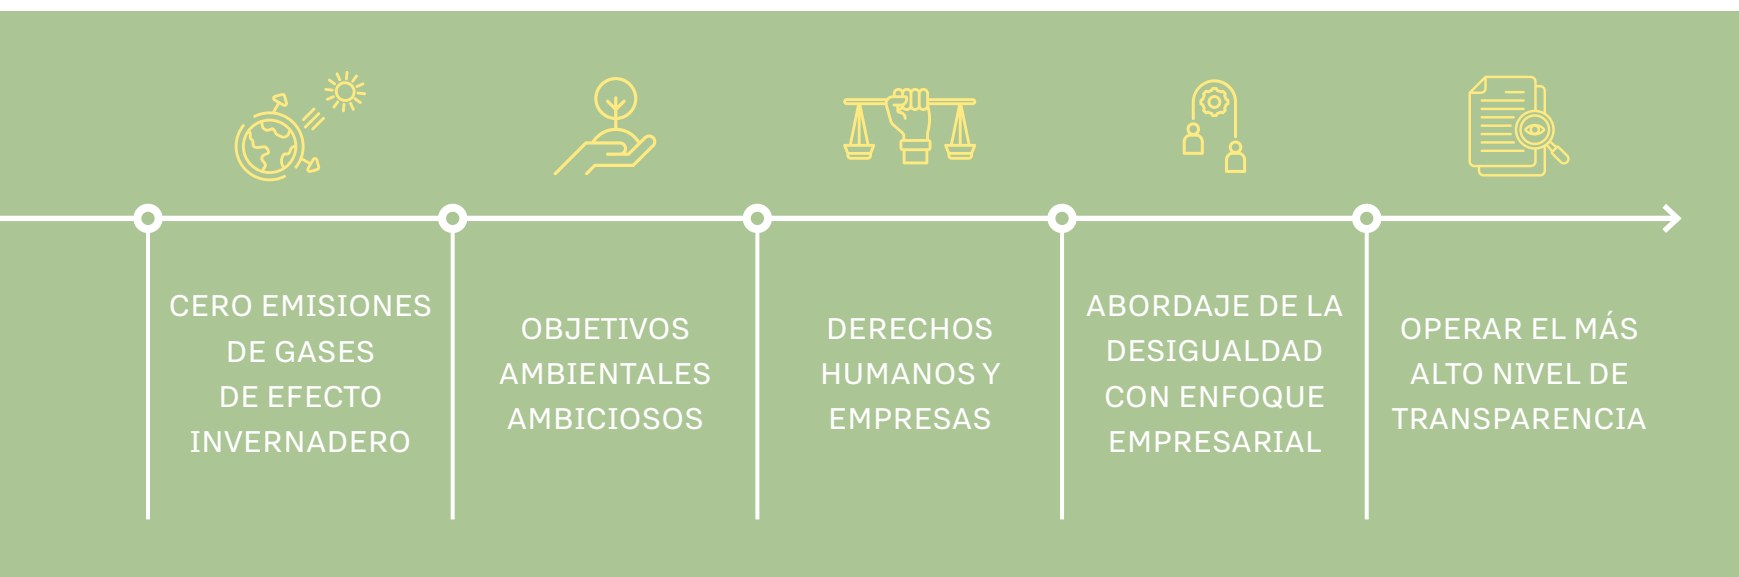 CERO EMISIONES
DE GASES
DE EFECTO
INVERNADERO
OBJETIVOS
AMBIENTALES
AMBICIOSOS
DERECHOS
HUMANOS Y
EMPRESAS
ABORDAJE DE LA
DESIGUALDAD
CON ENFOQUE
EMPRESARIAL
OPERAR EL MÁS
ALTO NIVEL DE
TRANSPARENCIA